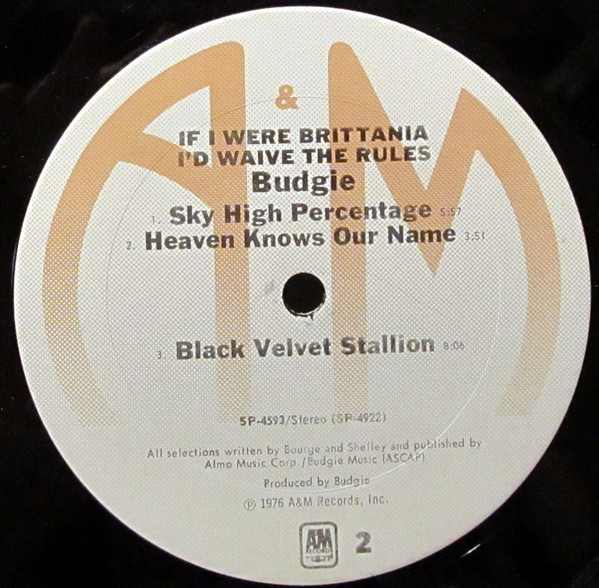 A&M
IF I WERE BRITTANIA
I'D WAIVE THE RULES
Budgie
1. Sky High Percentage 5:57
2. Heaven Knows Our Name 3:51
3. Black Velvet Stallion 8:06
SP-4593/Stereo (SP-4922)
All selections written by Bourge and Shelley and published by
Almo Music Corp./Budgie Music (ASCAP)
Produced by Budgie
℗ 1976 A&M Records, Inc.
AM
RECORDS
2